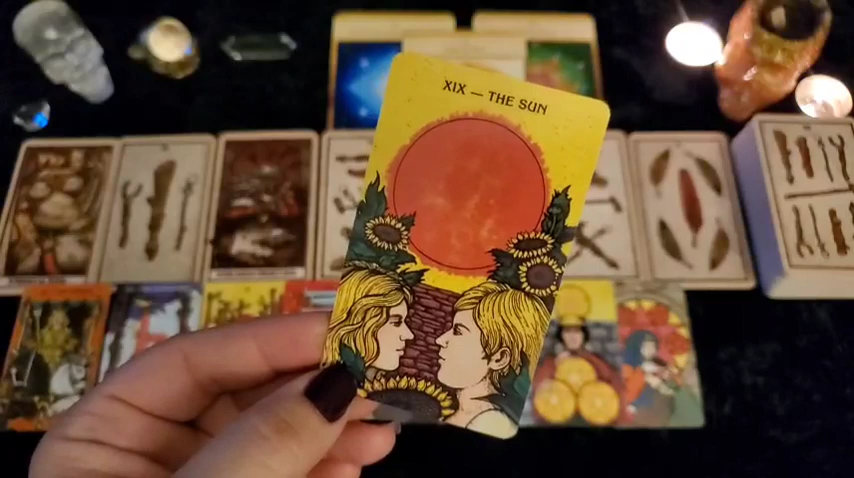 XIX — THE SUN